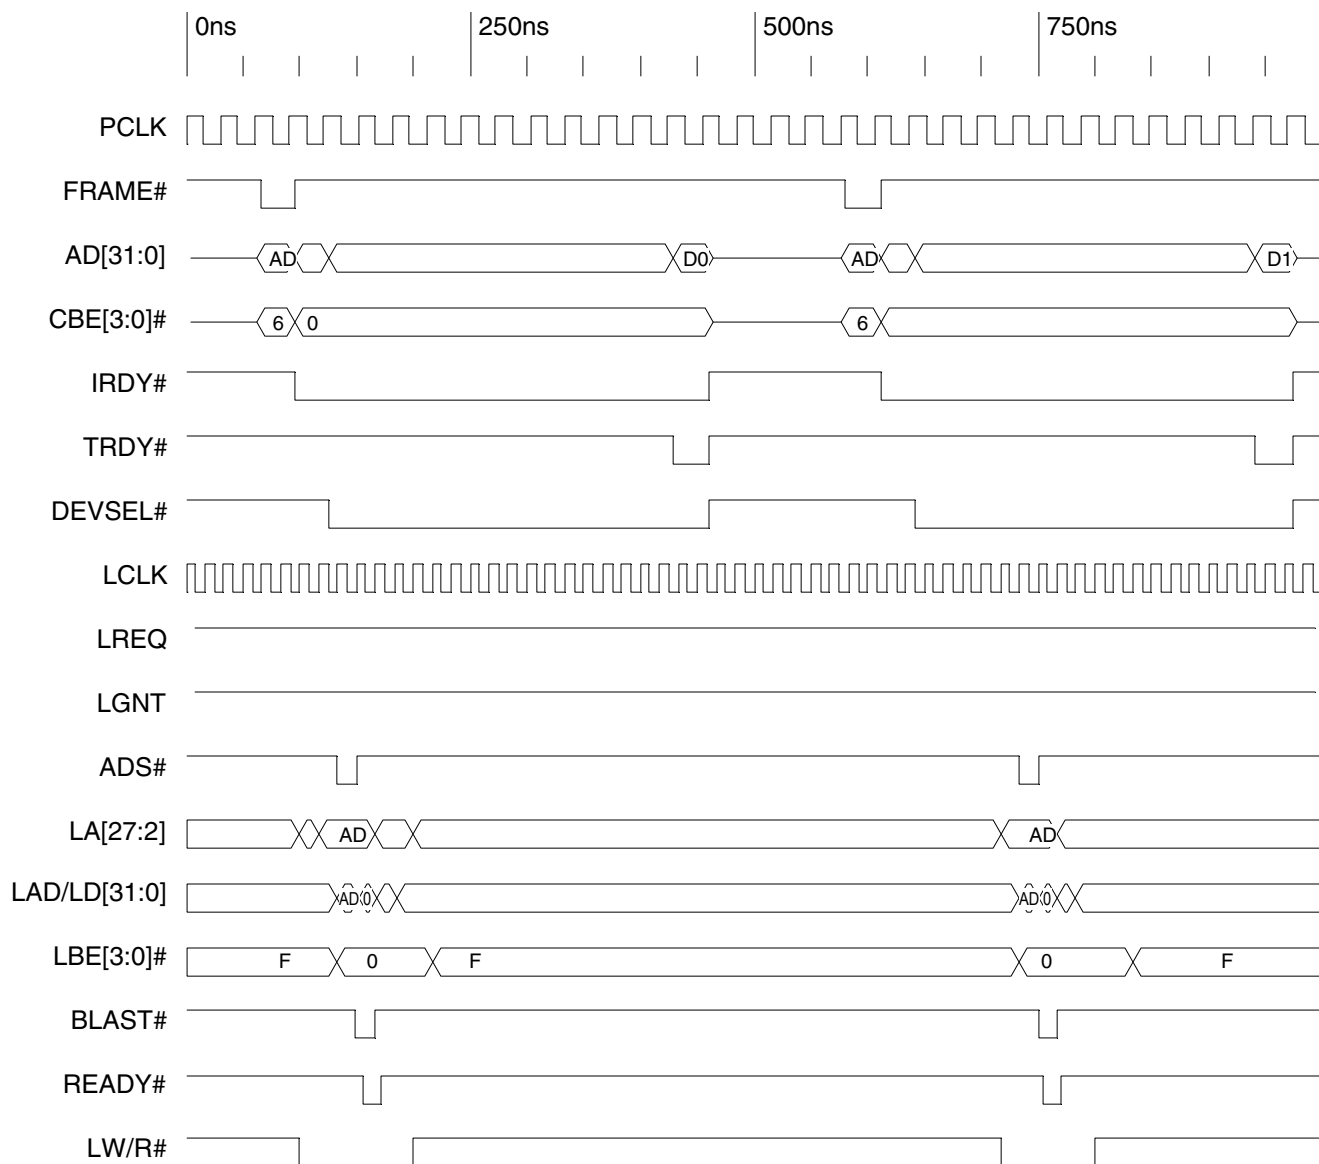 0ns 250ns 500ns 750ns
PCLK
FRAME#
AD[31:0] AD D0 AD D1
CBE[3:0]# 6 0 6
IRDY#
TRDY#
DEVSEL#
LCLK
LREQ
LGNT
ADS#
LA[27:2] AD AD
LAD/LD[31:0] AD 0 AD 0
LBE[3:0]# F 0 F 0 F
BLAST#
READY#
LW/R#